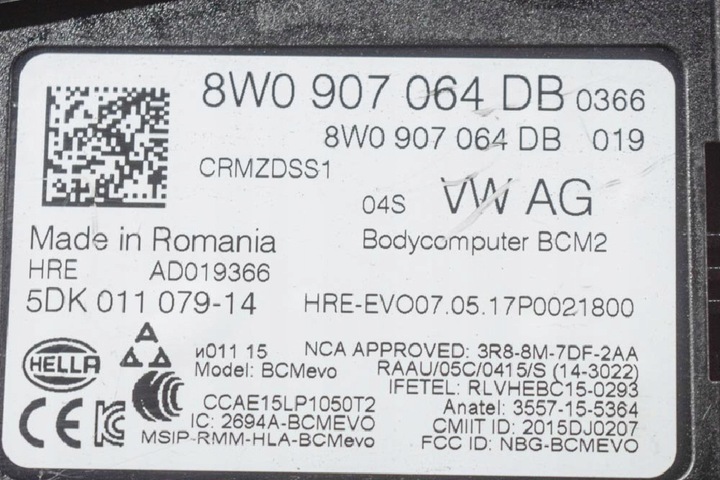 8W0 907 064 DB 0366
8W0 907 064 DB 019
CRMZDSS1
04S VW AG
Made in Romania Bodycomputer BCM2
HRE AD019366
5DK 011 079-14 HRE-EVO07.05.17P0021800
HELLA
и011 15 NCA APPROVED: 3R8-8M-7DF-2AA
Model: BCMevo RAAU/05C/0415/S (14-3022)
IFETEL: RLVHEBC15-0293
CCAE15LP1050T2 Anatel: 3557-15-5364
IC: 2694A-BCMEVO CMIIT ID: 2015DJ0207
MSIP-RMM-HLA-BCMevo FCC ID: NBG-BCMEVO
CE